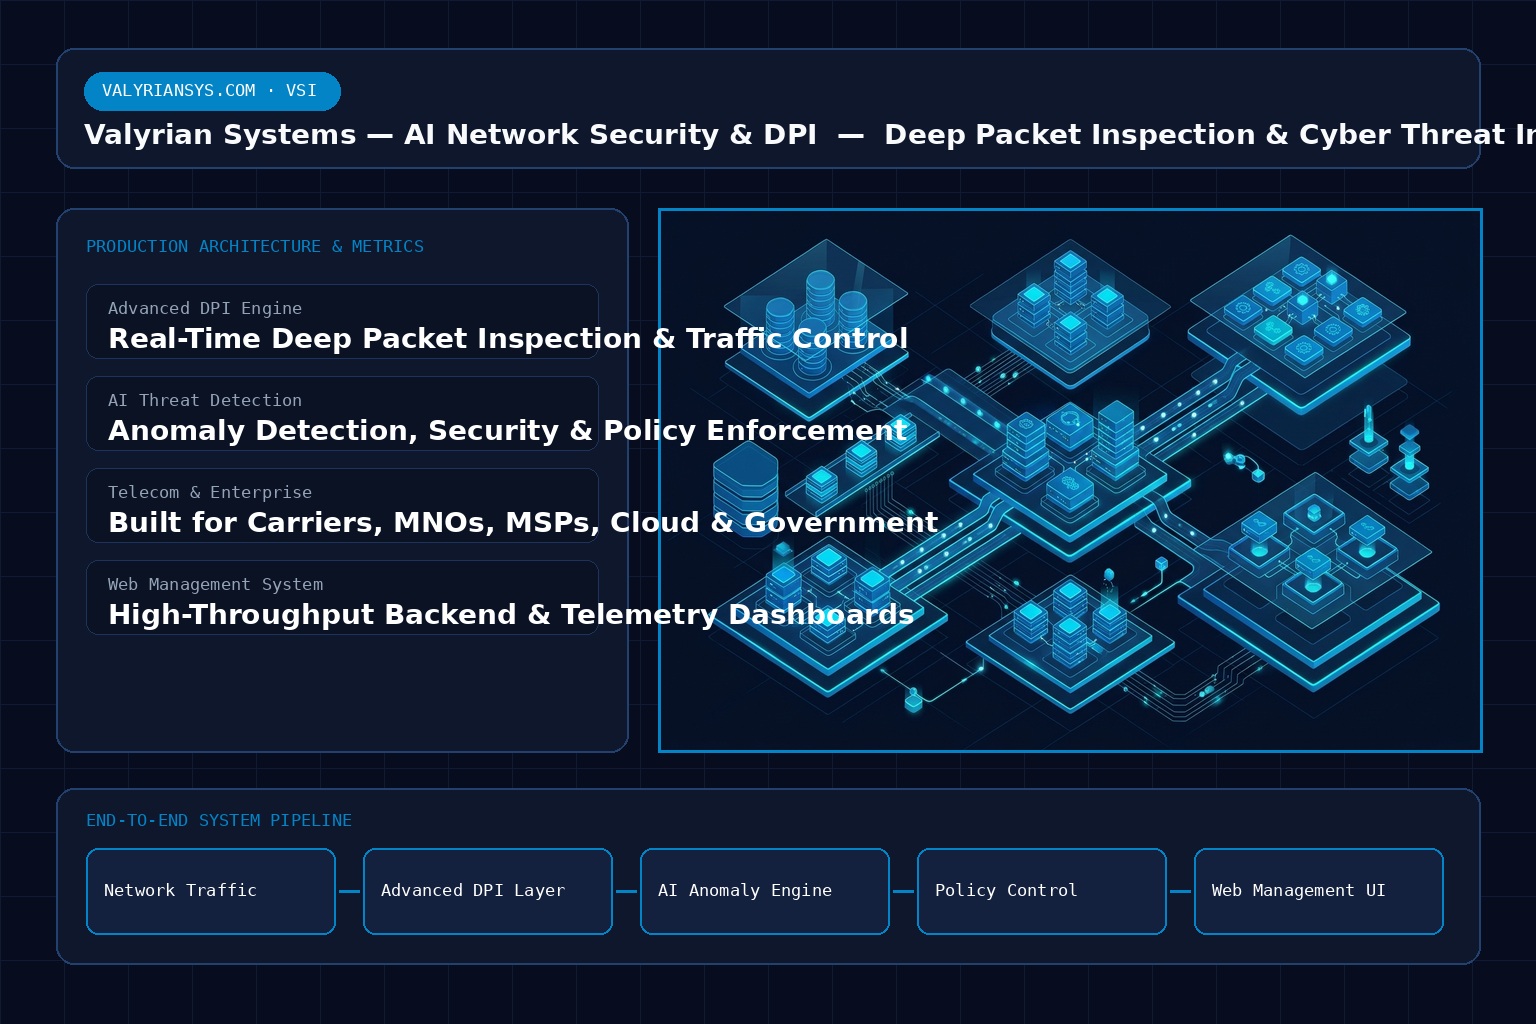 VALYRIANSYS.COM · VSI
Valyrian Systems — AI Network Security & DPI — Deep Packet Inspection & Cyber Threat
PRODUCTION ARCHITECTURE & METRICS
Advanced DPI Engine
Real-Time Deep Packet Inspection & Traffic Control
AI Threat Detection
Anomaly Detection, Security & Policy Enforcement
Telecom & Enterprise
Built for Carriers, MNOs, MSPs, Cloud & Government
Web Management System
High-Throughput Backend & Telemetry Dashboards
END-TO-END SYSTEM PIPELINE
Network Traffic
Advanced DPI Layer
AI Anomaly Engine
Policy Control
Web Management UI